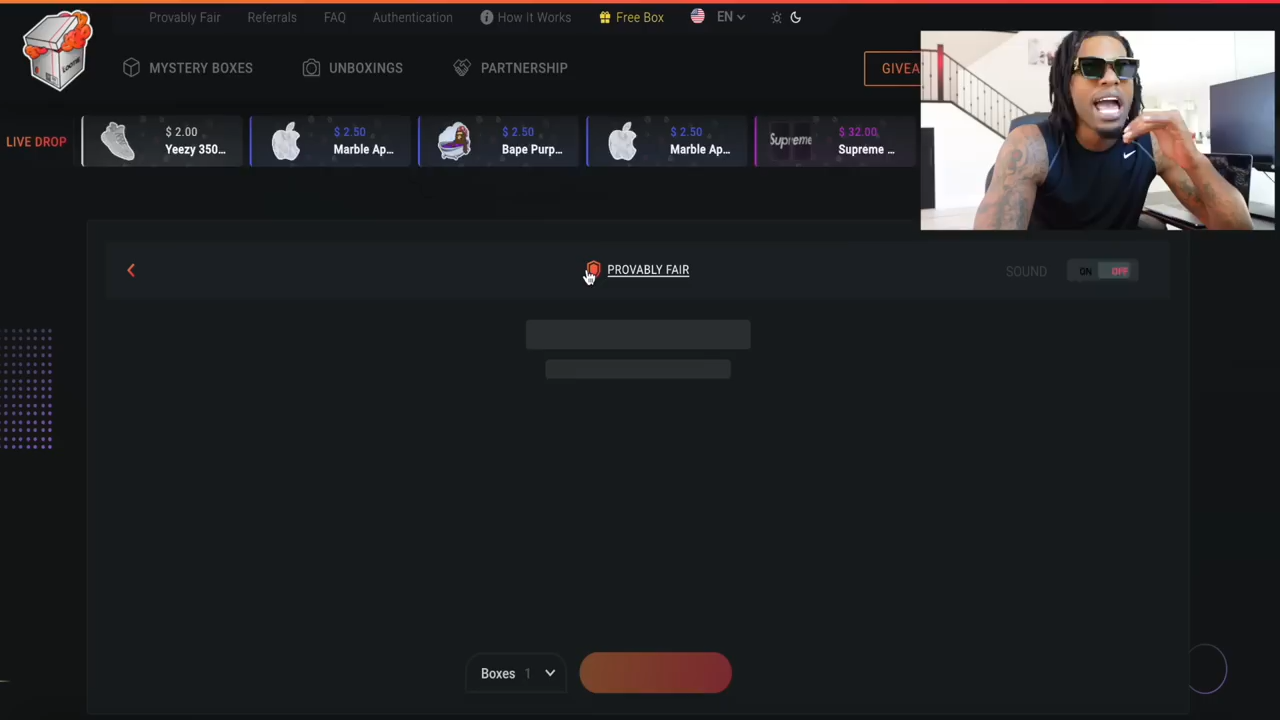 Provably Fair Referrals FAQ Authentication How It Works Free Box EN
MYSTERY BOXES UNBOXINGS PARTNERSHIP GIVEA
LIVE DROP
$ 2.00
Yeezy 350...
$ 2.50
Marble Ap...
$ 2.50
Bape Purp...
$ 2.50
Marble Ap...
Supreme
$ 32.00
Supreme ...
PROVABLY FAIR
SOUND ON OFF
Boxes 1